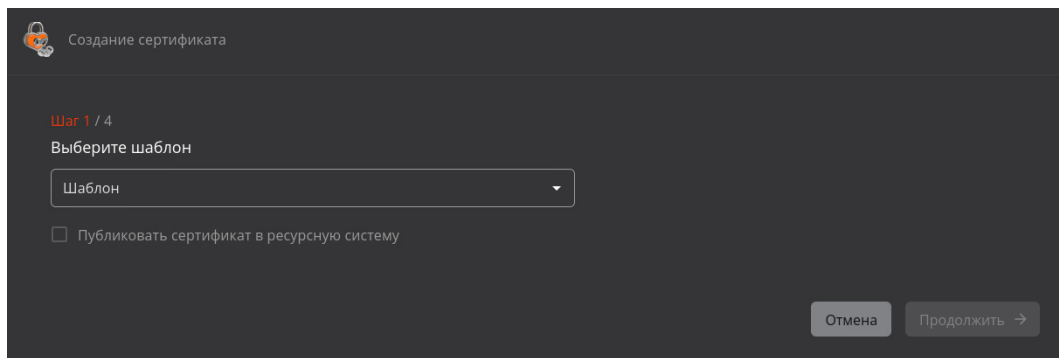 Создание сертификата
Шаг 1 / 4
Выберите шаблон
Шаблон
Публиковать сертификат в ресурсную систему
Отмена
Продолжить →